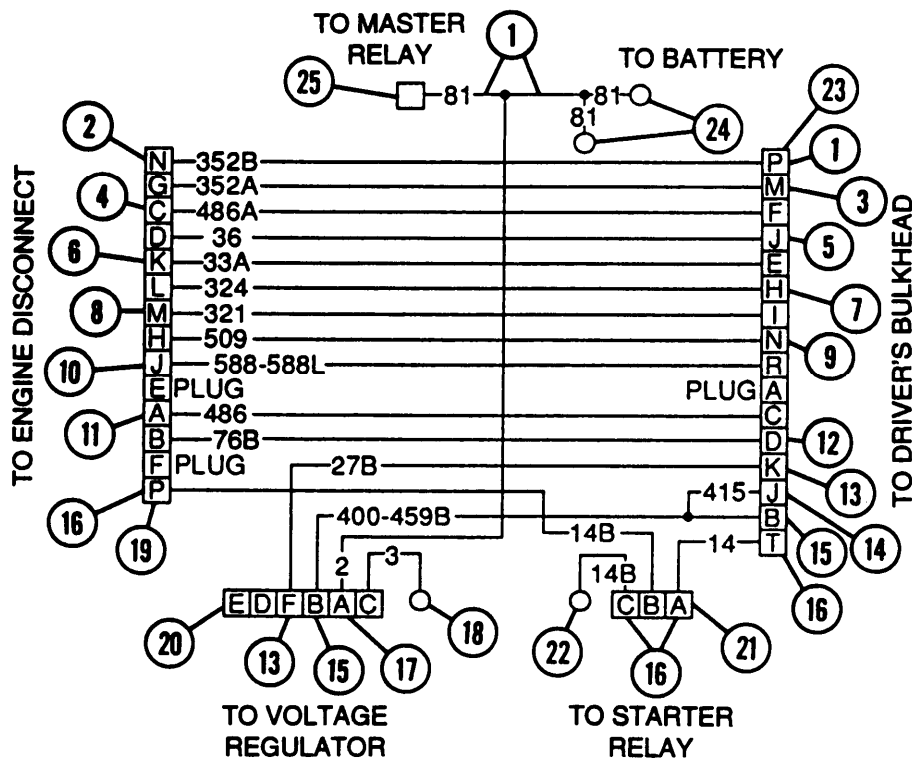 TO MASTER
RELAY
1
TO BATTERY
25
81
81
81
24
23
2
1
N 352B P
G 352A M
3
4
C 486A F
D 36 J
5
6
K 33A E
L 324 H
7
8
M 321 I
H 509 N
9
10
J 588-588L R
E PLUG PLUG A
A 486 C
11
B 76B D
12
F PLUG 27B K
13
16
P 415 J
14
400-459B B
15
19
14B 14 T
16
2 3
14B
E D F B A C
C B A
20
13
15
17
18
22
16
21
TO ENGINE DISCONNECT
TO DRIVER'S BULKHEAD
TO VOLTAGE
REGULATOR
TO STARTER
RELAY